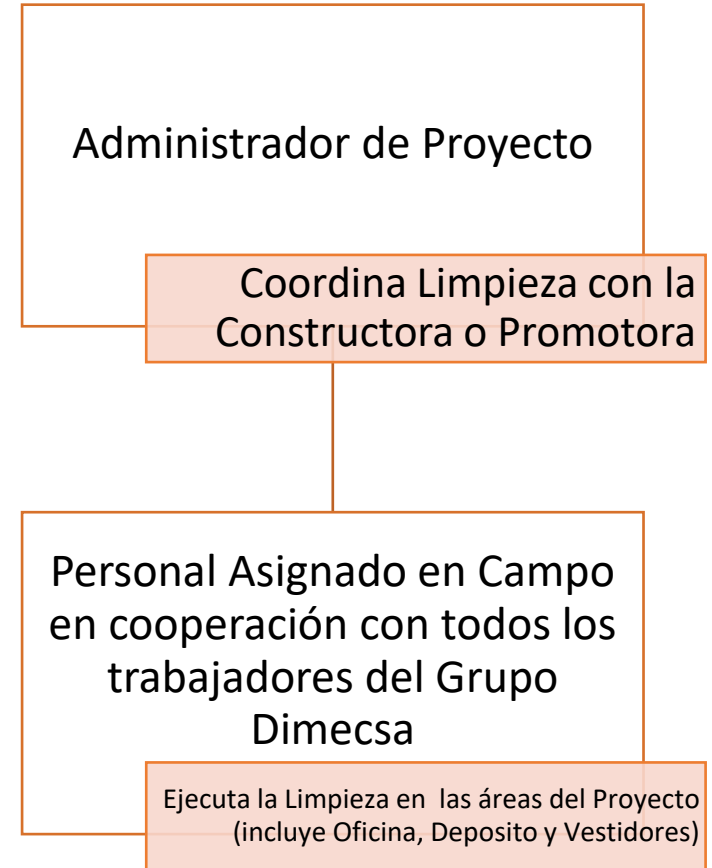 Administrador de Proyecto
Coordina Limpieza con la
Constructora o Promotora
Personal Asignado en Campo
en cooperación con todos los
trabajadores del Grupo
Dimecsa
Ejecuta la Limpieza en las áreas del Proyecto
(incluye Oficina, Deposito y Vestidores)